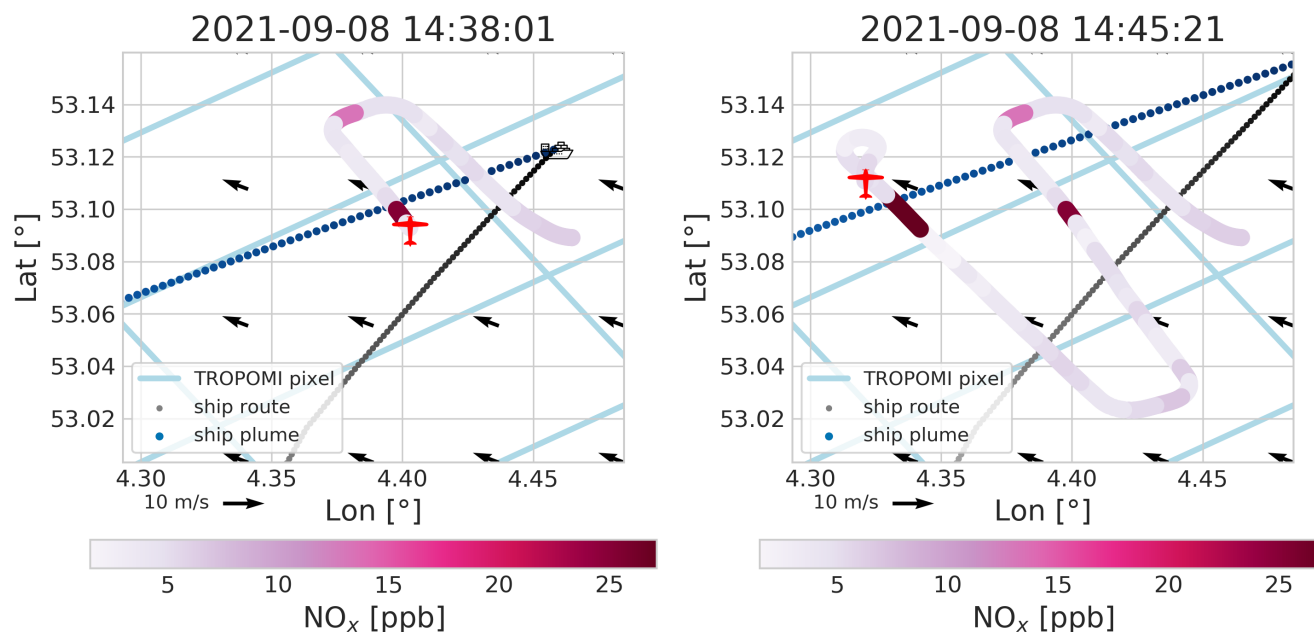 2021-09-08 14:38:01
53.14
53.12
53.10
53.08
53.06
53.04
53.02
Lat [°]
TROPOMI pixel
ship route
ship plume
4.30 4.35 4.40 4.45
10 m/s
Lon [°]
5 10 15 20 25
NOx [ppb]
2021-09-08 14:45:21
53.14
53.12
53.10
53.08
53.06
53.04
53.02
Lat [°]
TROPOMI pixel
ship route
ship plume
4.30 4.35 4.40 4.45
10 m/s
Lon [°]
5 10 15 20 25
NOx [ppb]